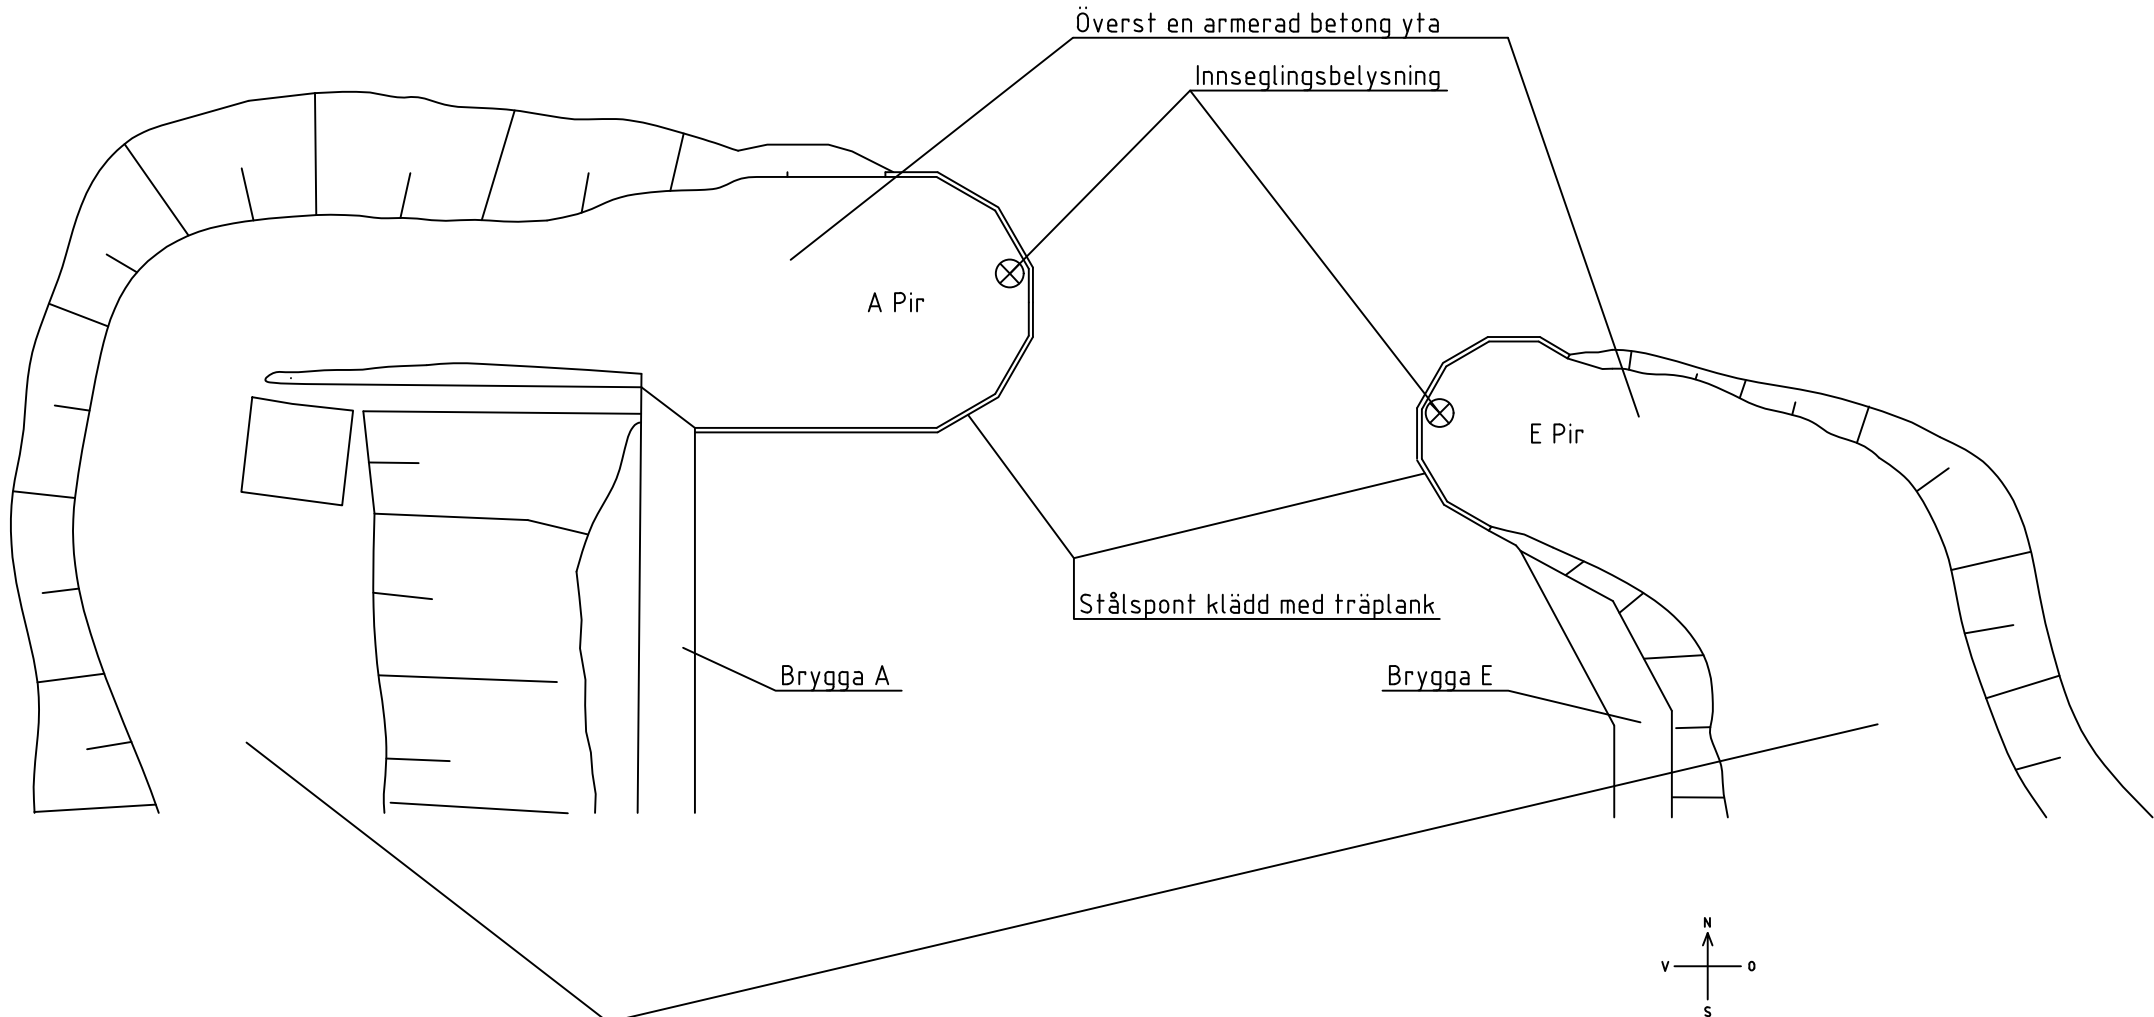 Överst en armerad betong yta
Innseglingsbelysning
A Pir
E Pir
Stålspont klädd med träplank
Brygga A
Brygga E
N
V O
S